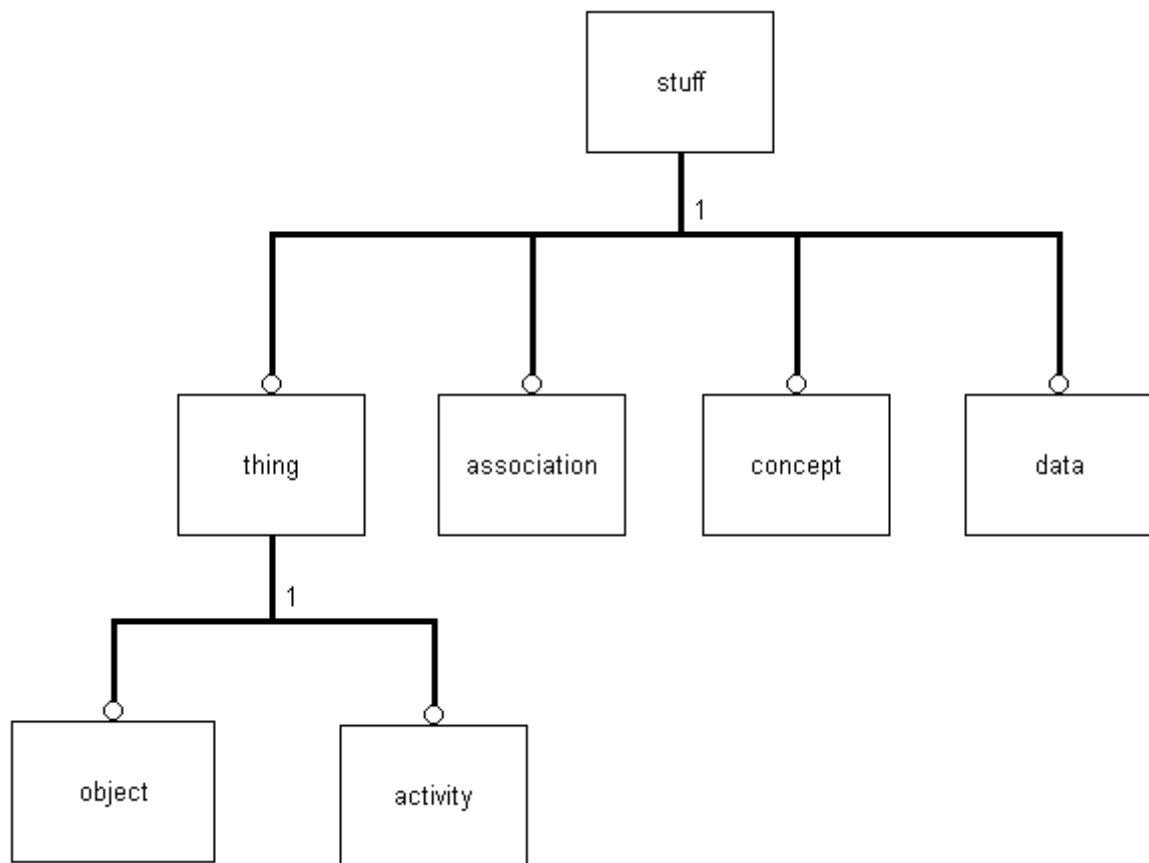 stuff
1
thing
association
concept
data
1
object
activity